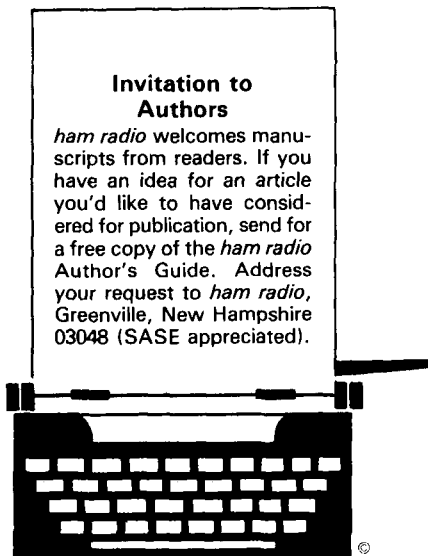 Invitation to
Authors
ham radio welcomes manu-
scripts from readers. If you
have an idea for an article
you'd like to have consid-
ered for publication, send for
a free copy of the ham radio
Author's Guide. Address
your request to ham radio,
Greenville, New Hampshire
03048 (SASE appreciated).
©